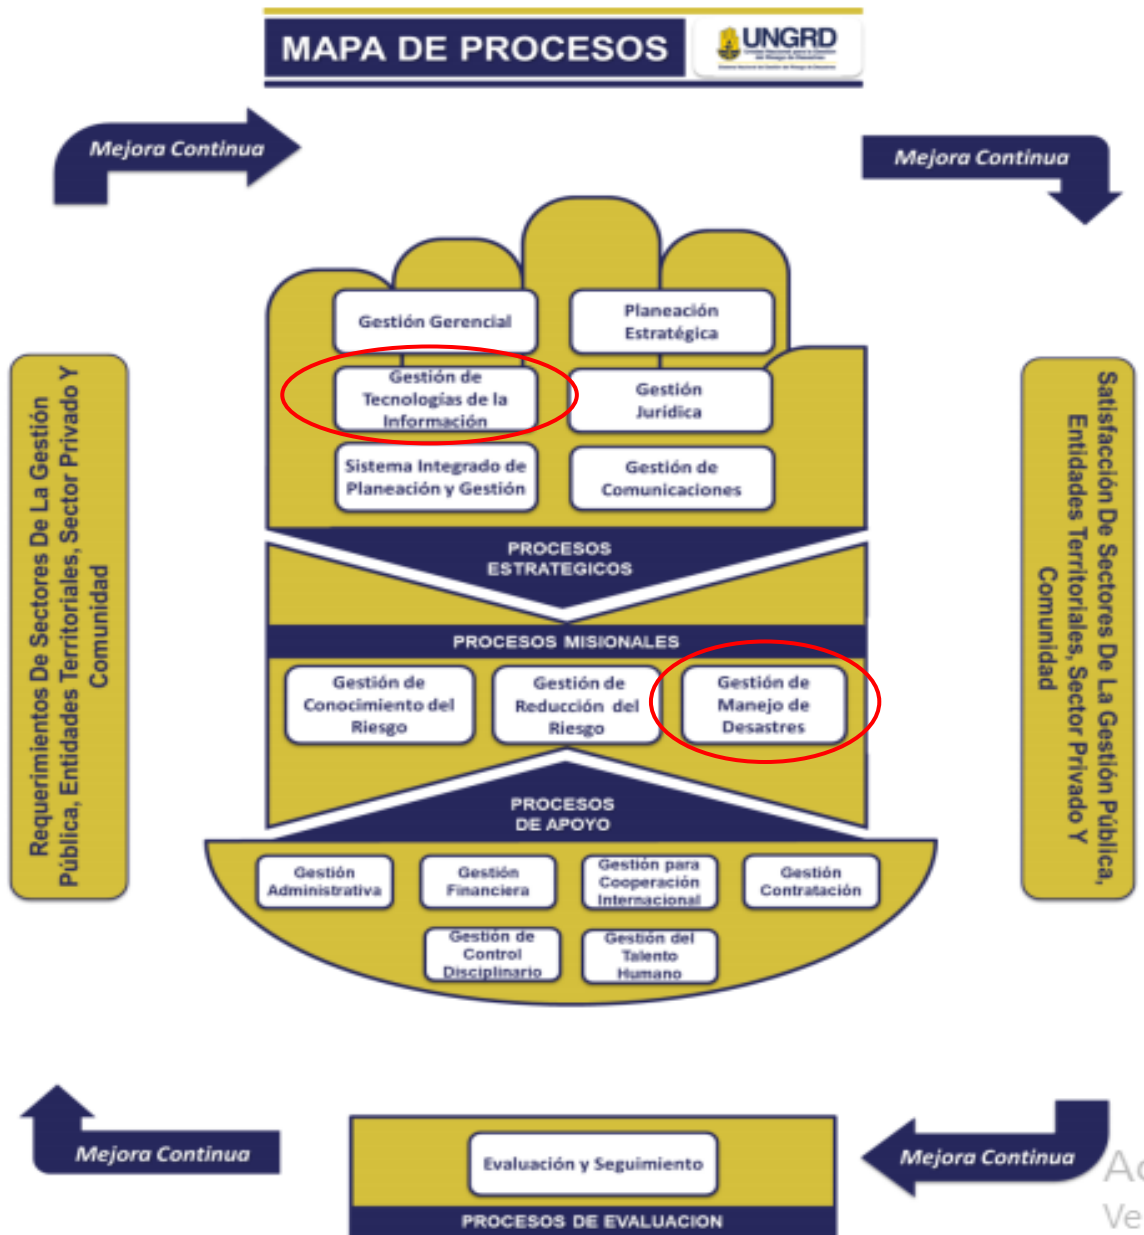 MAPA DE PROCESOS
UNGRD
Mejora Continua
Mejora Continua
Gestión Gerencial
Planeación
Estratégica
Gestión de
Tecnologías de la
Información
Gestión
Jurídica
Sistema Integrado de
Planeación y Gestión
Gestión de
Comunicaciones
PROCESOS
ESTRATEGICOS
Requerimientos De Sectores De La Gestión
Pública, Entidades Territoriales, Sector Privado Y
Comunidad
Satisfacción De Sectores De La Gestión Pública,
Entidades Territoriales, Sector Privado Y
Comunidad
PROCESOS MISIONALES
Gestión de
Conocimiento del
Riesgo
Gestión de
Reducción del
Riesgo
Gestión de
Manejo de
Desastres
PROCESOS
DE APOYO
Gestión
Administrativa
Gestión
Financiera
Gestión para
Cooperación
Internacional
Gestión
Contratación
Gestión de
Control
Disciplinario
Gestión del
Talento
Humano
Mejora Continua
Evaluación y Seguimiento
Mejora Continua
Ac
Ve
PROCESOS DE EVALUACION